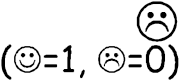 ☹
(☺=1, ☹=0)